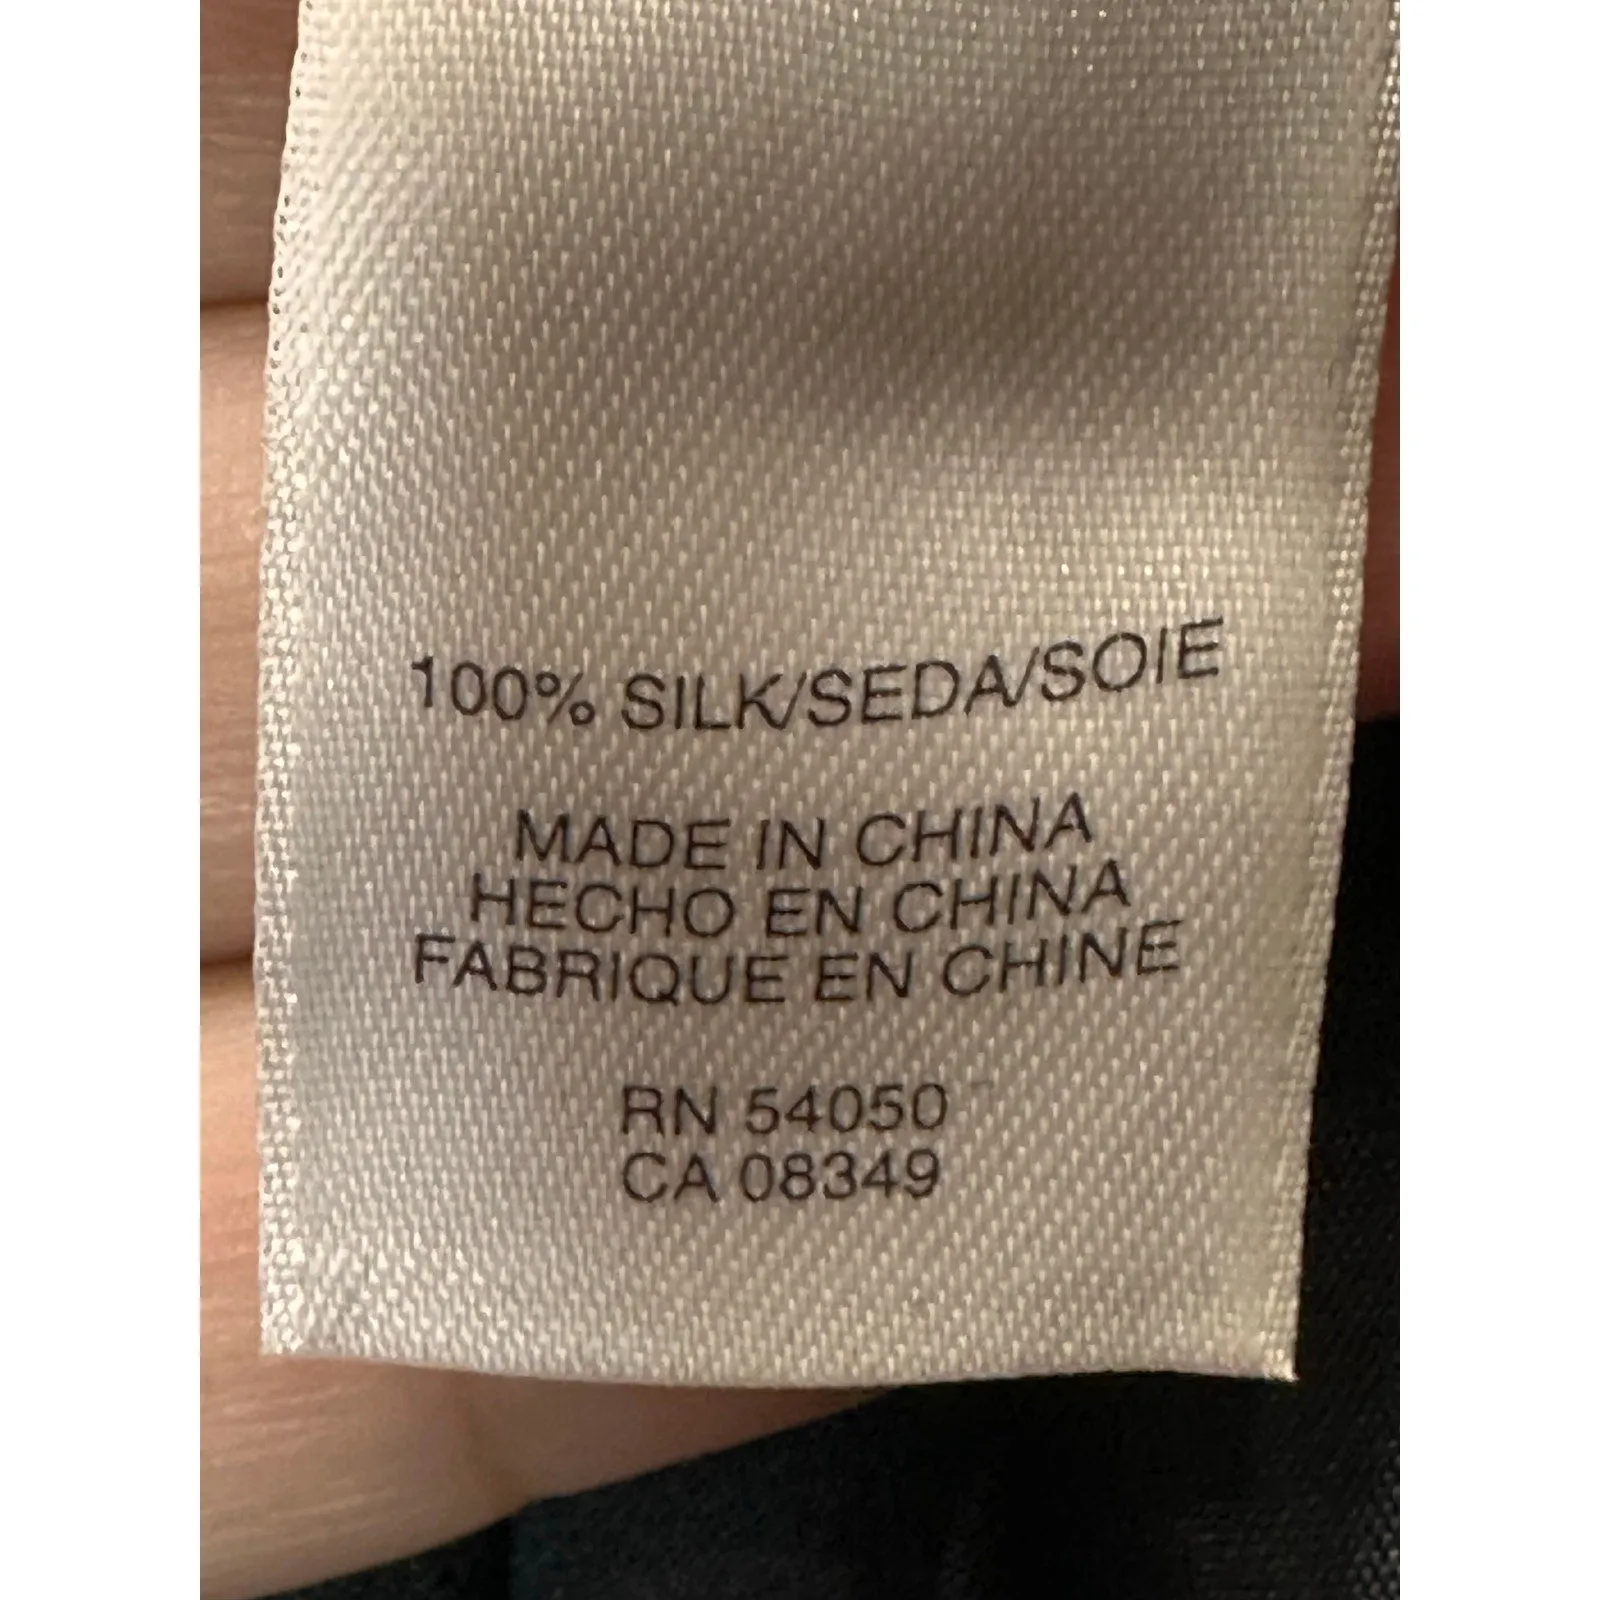 100% SILK/SEDA/SOIE
MADE IN CHINA
HECHO EN CHINA
FABRIQUE EN CHINE
RN 54050
CA 08349